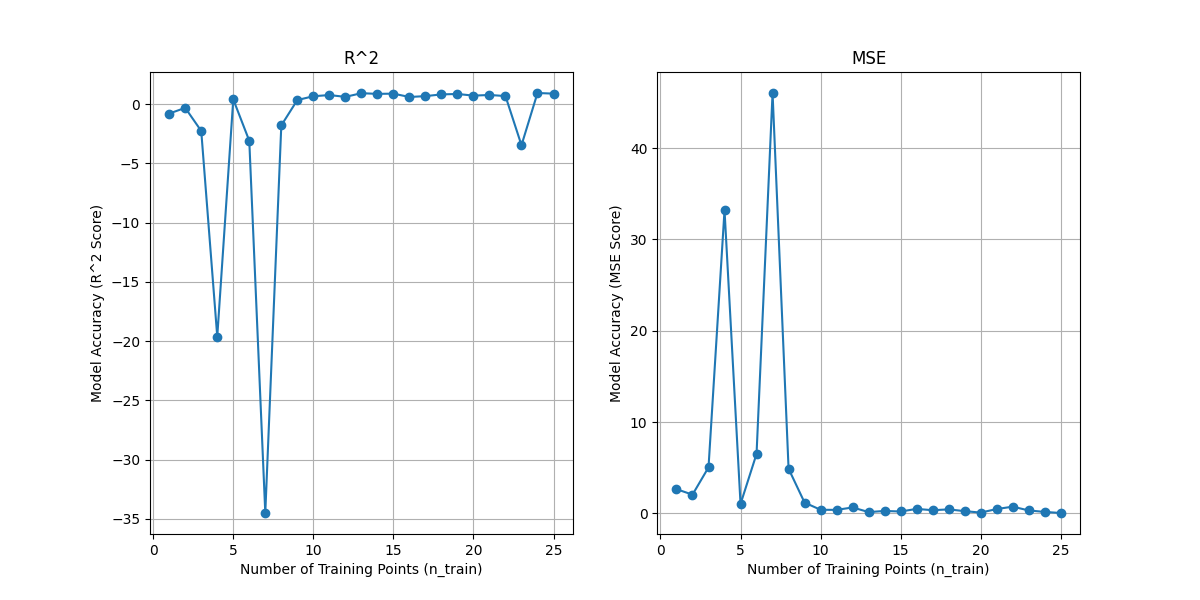 R^2
MSE
Model Accuracy (R^2 Score)
0
−5
−10
−15
−20
−25
−30
−35
0 5 10 15 20 25
Number of Training Points (n_train)
Model Accuracy (MSE Score)
40
30
20
10
0
0 5 10 15 20 25
Number of Training Points (n_train)